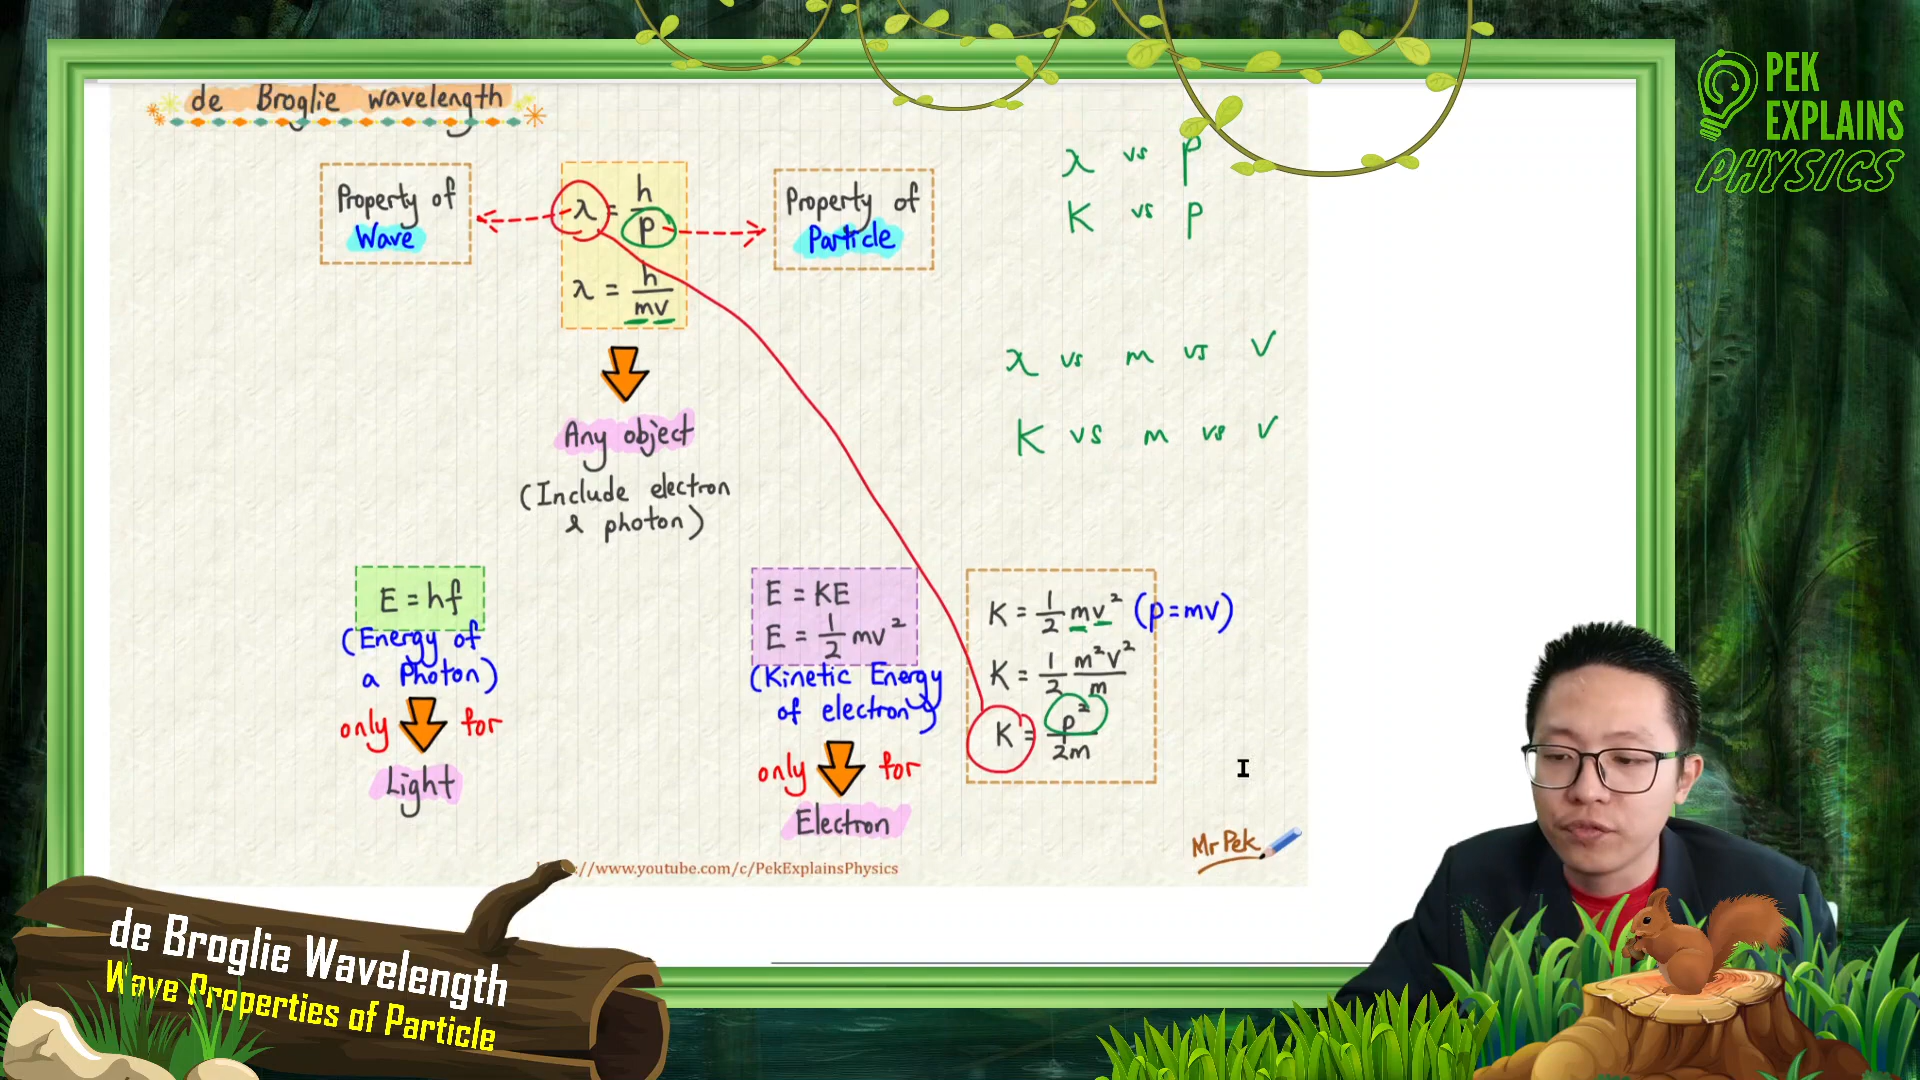 de Broglie wavelength
PEK
EXPLAINS
PHYSICS
Property of
Wave
λ = h/p
λ = h/mv
Property of
Particle
λ vs P
K vs P
λ vs m vs V
K vs m vs V
Any object
(Include electron
& photon)
E = hf
(Energy of
a Photon)
only for
Light
E = KE
E = 1/2 mv²
(Kinetic Energy
of electron)
only for
Electron
K = 1/2 mv² (p=mv)
K = 1/2 m²v²/m
K = p²/2m
Mr Pek
//www.youtube.com/c/PekExplainsPhysics
de Broglie Wavelength
Wave Properties of Particle